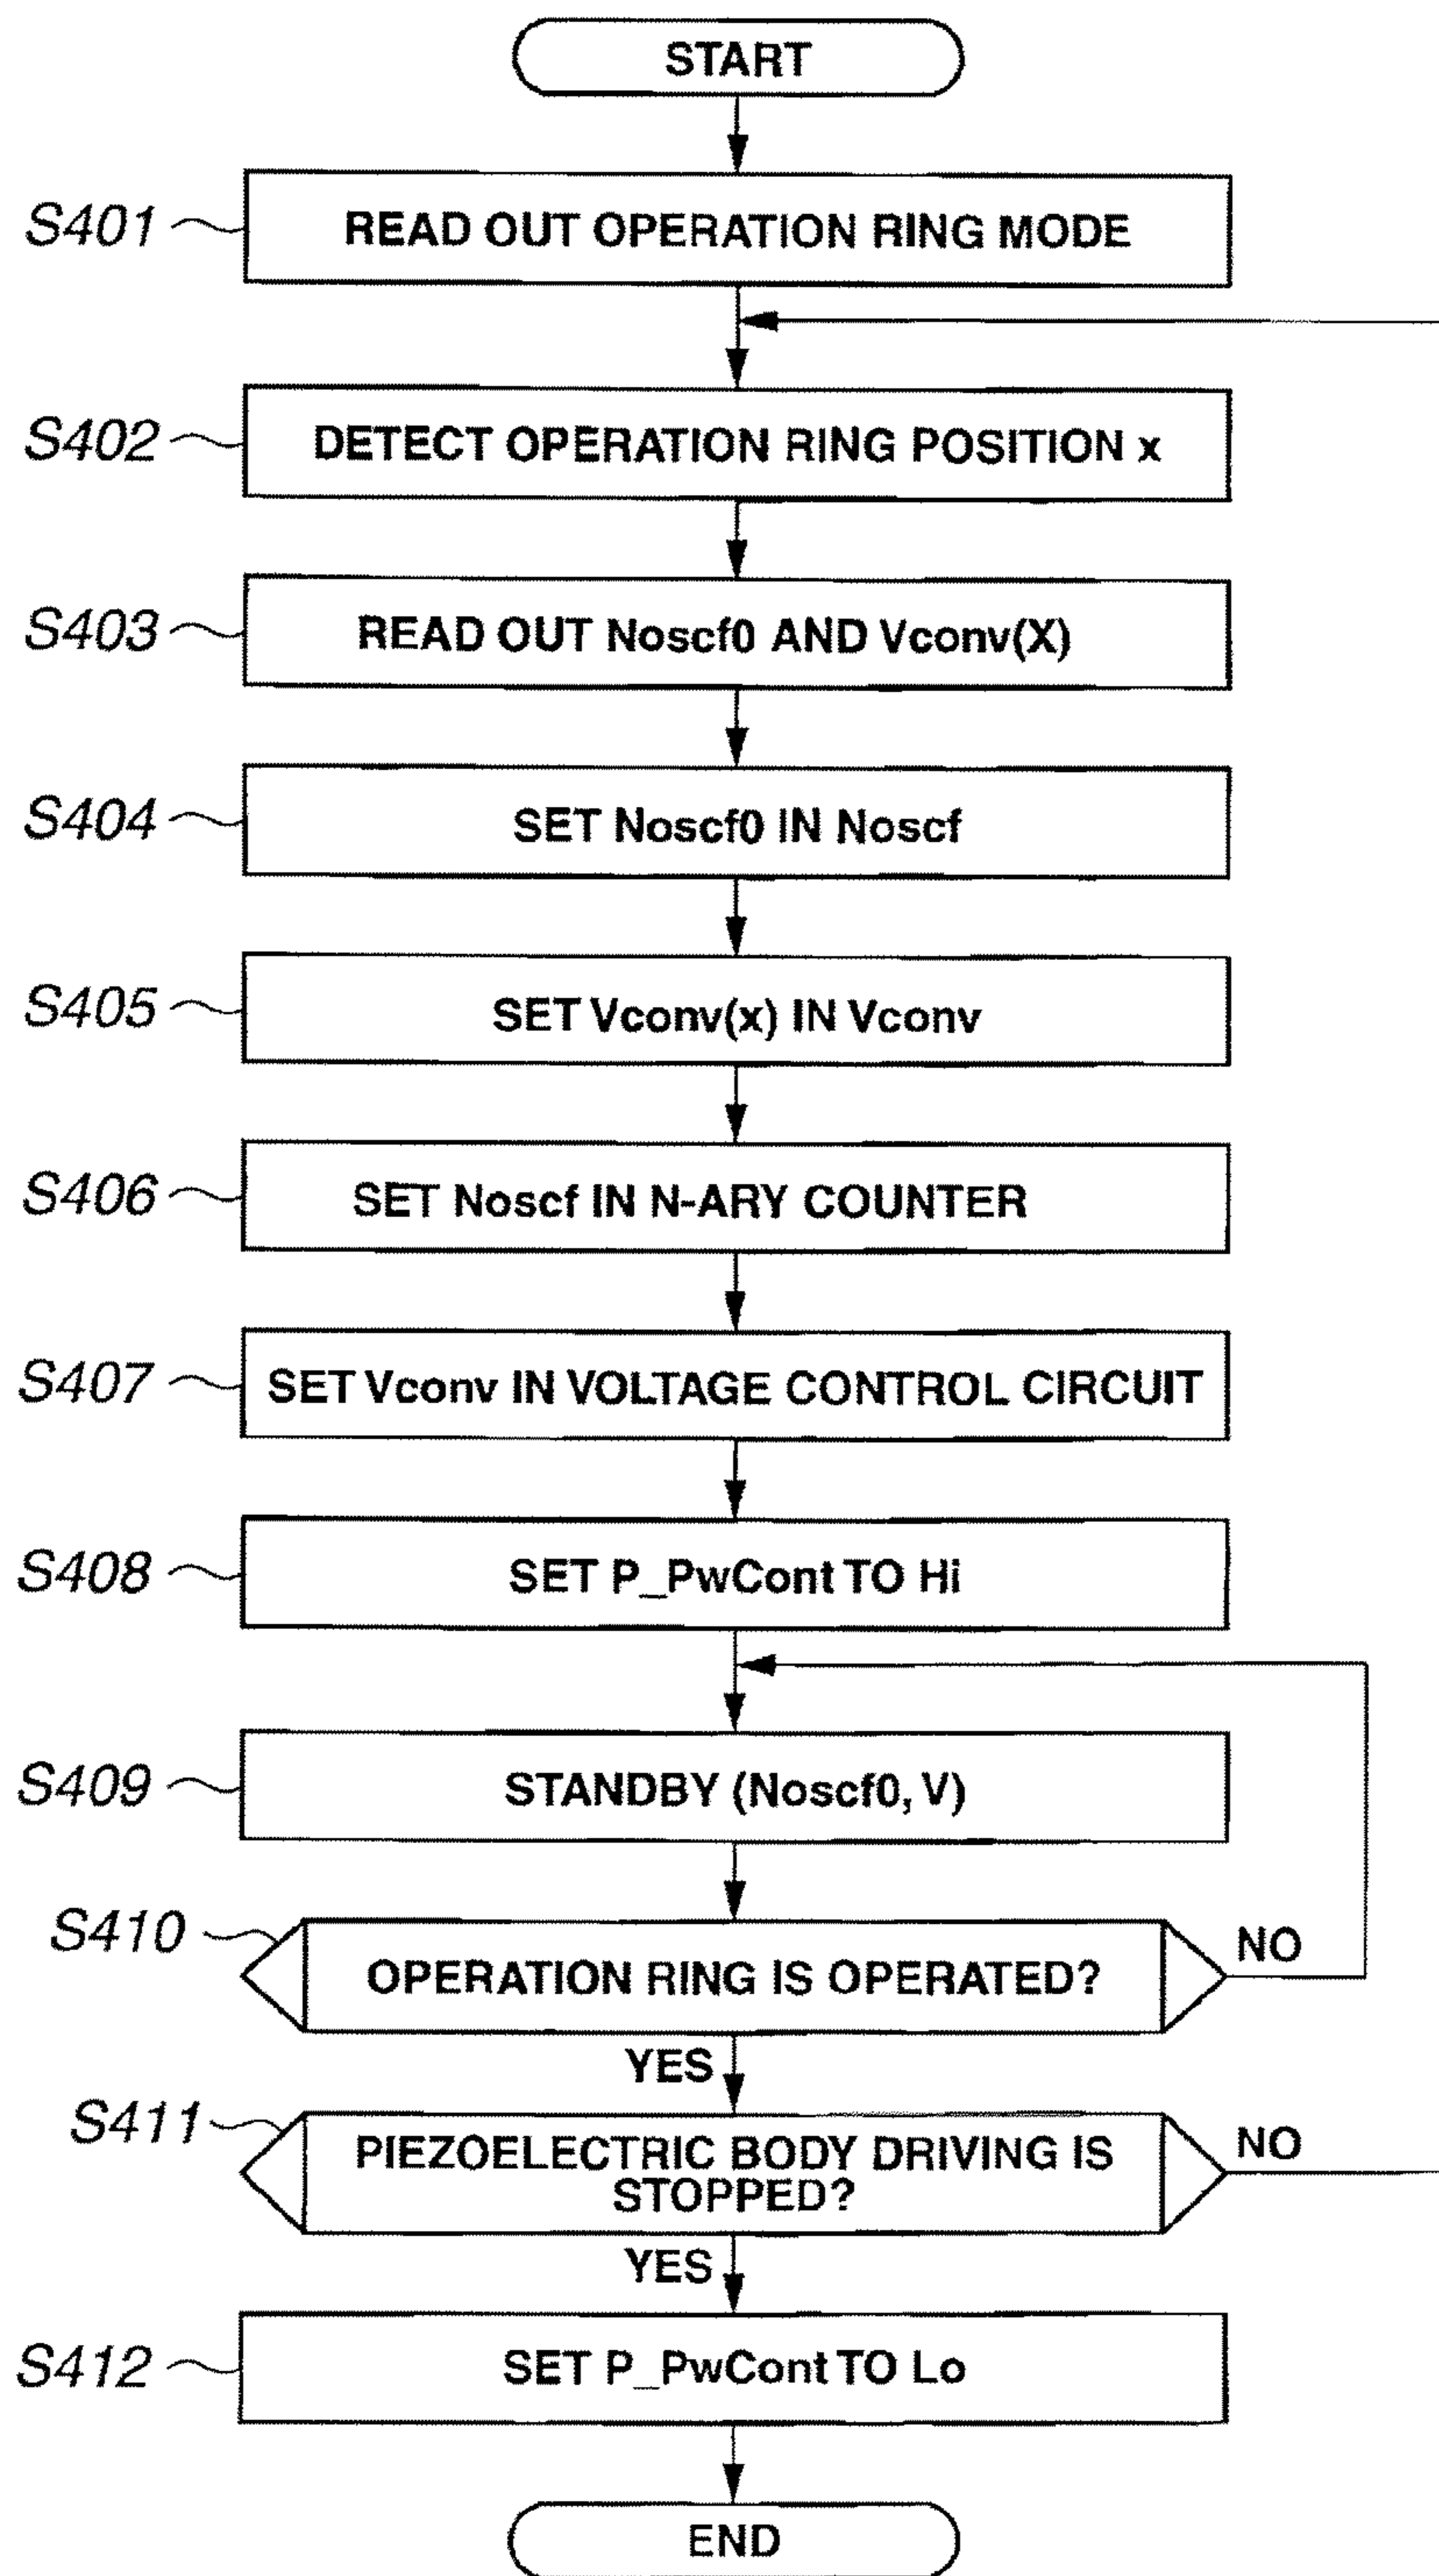 START
S401
READ OUT OPERATION RING MODE
S402
DETECT OPERATION RING POSITION x
S403
READ OUT Noscf0 AND Vconv(X)
S404
SET Noscf0 IN Noscf
S405
SET Vconv(x) IN Vconv
S406
SET Noscf IN N-ARY COUNTER
S407
SET Vconv IN VOLTAGE CONTROL CIRCUIT
S408
SET P_PwCont TO Hi
S409
STANDBY (Noscf0, V)
S410
OPERATION RING IS OPERATED?
NO
YES
S411
PIEZOELECTRIC BODY DRIVING IS
STOPPED?
NO
YES
S412
SET P_PwCont TO Lo
END